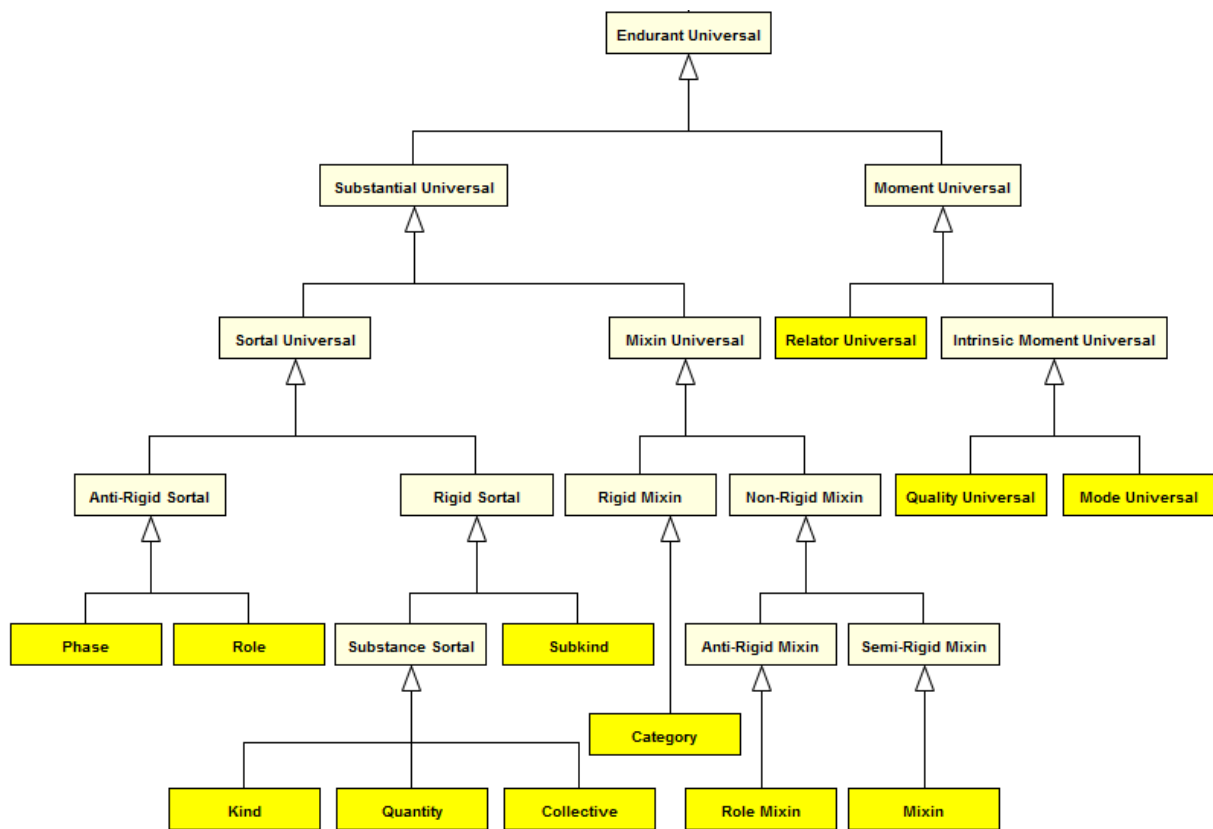 Endurant Universal
Substantial Universal
Moment Universal
Sortal Universal
Mixin Universal
Relator Universal
Intrinsic Moment Universal
Anti-Rigid Sortal
Rigid Sortal
Rigid Mixin
Non-Rigid Mixin
Quality Universal
Mode Universal
Phase
Role
Substance Sortal
Subkind
Anti-Rigid Mixin
Semi-Rigid Mixin
Category
Kind
Quantity
Collective
Role Mixin
Mixin